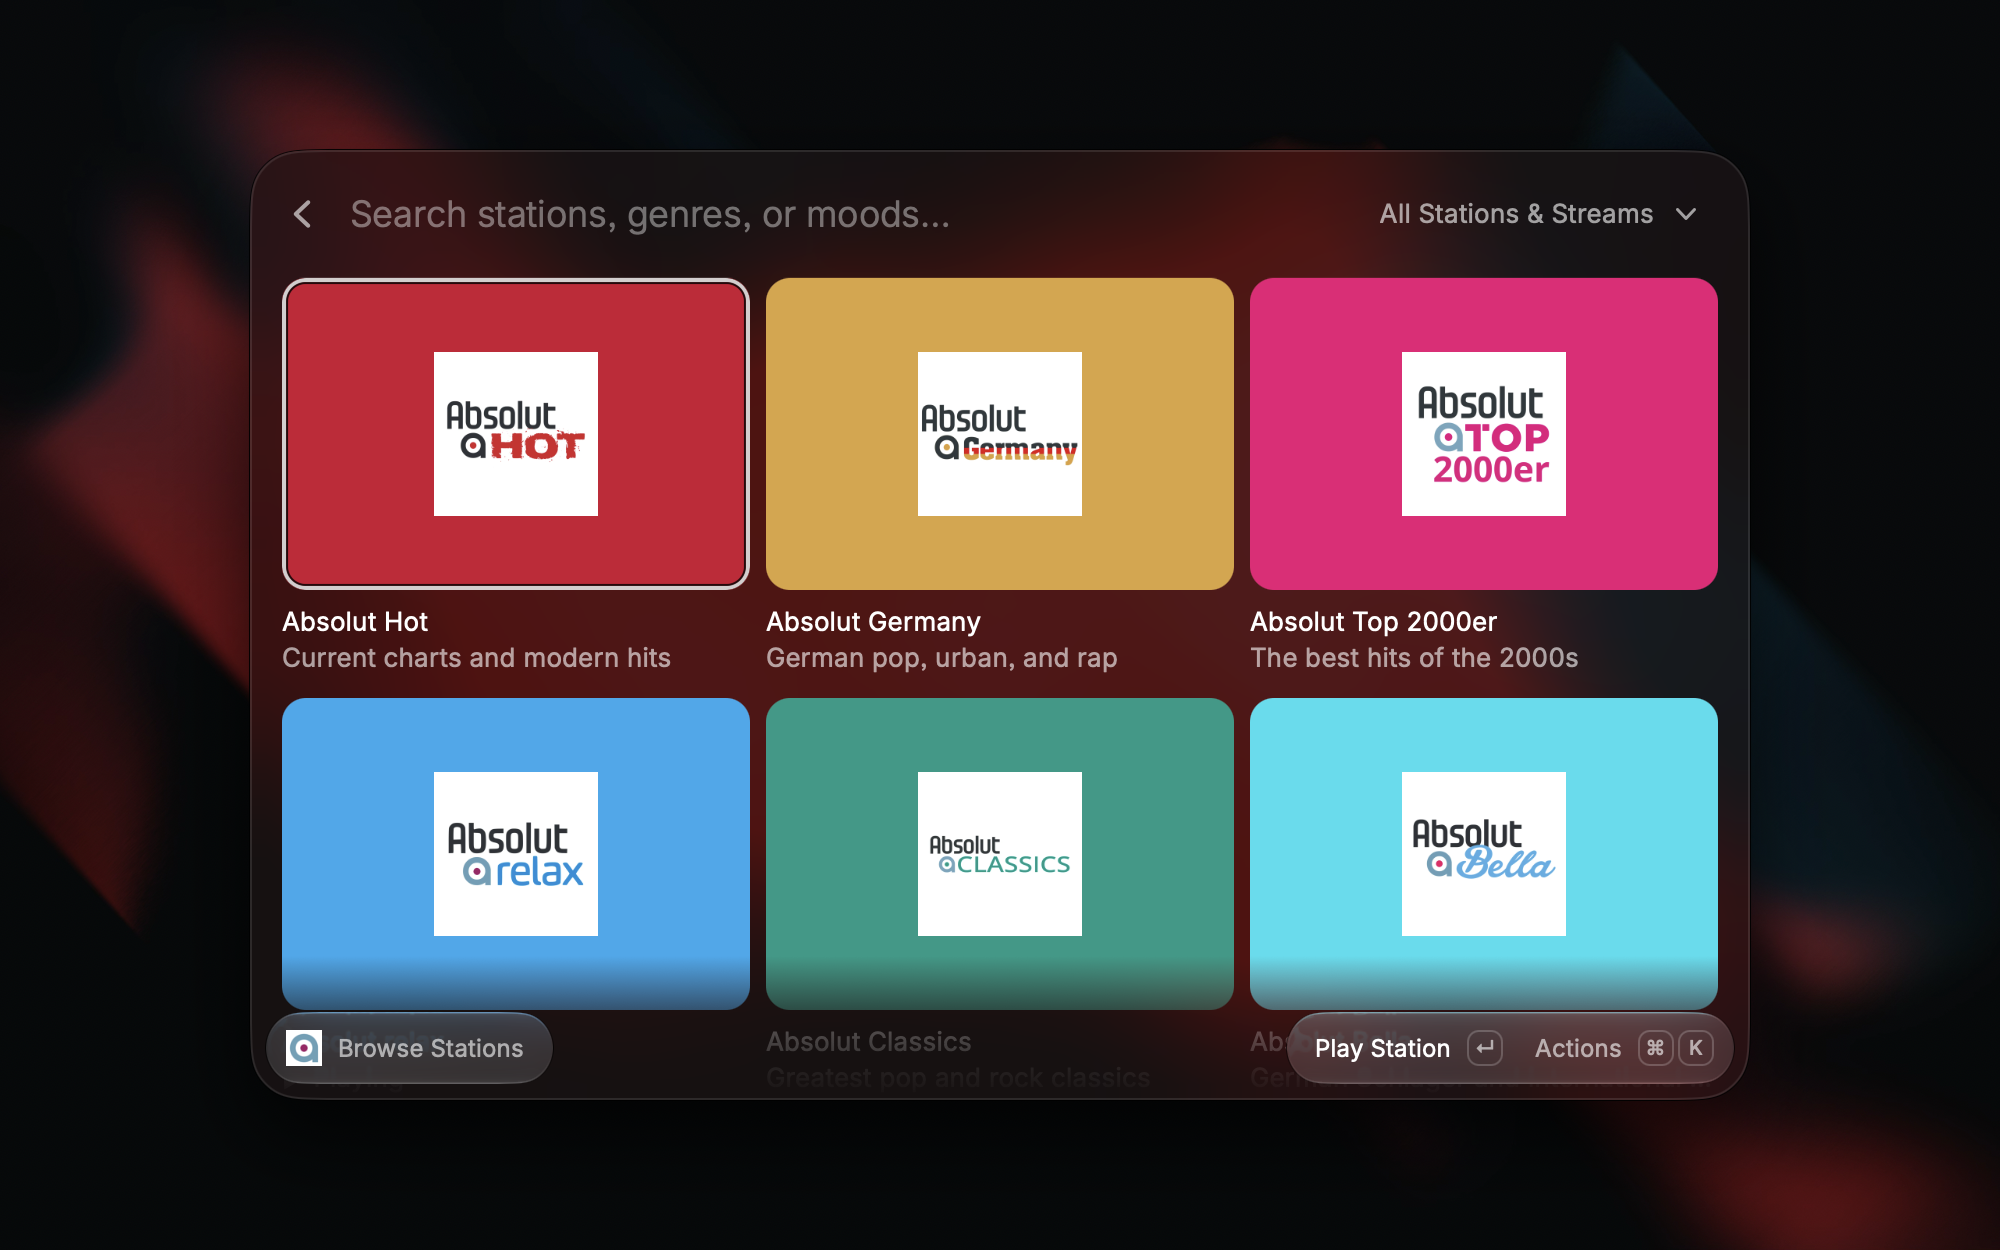 Search stations, genres, or moods...
All Stations & Streams
Absolut
a HOT
Absolut
a Germany
Absolut
a TOP
2000er
Absolut Hot
Absolut Germany
Absolut Top 2000er
Current charts and modern hits
German pop, urban, and rap
The best hits of the 2000s
Absolut
a relax
Absolut
a CLASSICS
Absolut
a Bella
Absolut Classics
Greatest pop and rock classics
a Browse Stations
Play Station ↵ Actions ⌘ K